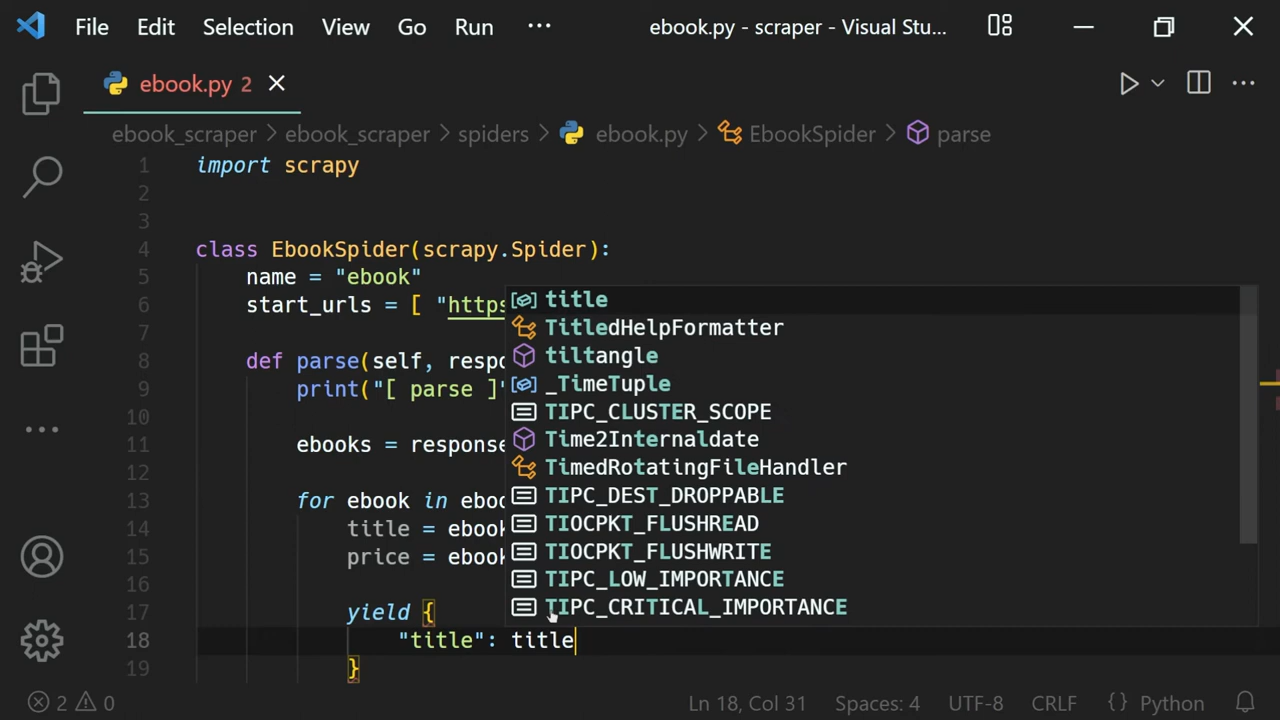 File Edit Selection View Go Run ··· ebook.py - scraper - Visual Stu...
ebook.py 2
ebook_scraper > ebook_scraper > spiders > ebook.py > EbookSpider > parse
1 import scrapy
2
3
4 class EbookSpider(scrapy.Spider):
5 name = "ebook"
6 start_urls = [ "https
7
8 def parse(self, respo
9 print("[ parse ]"
10
11 ebooks = response
12
13 for ebook in eboo
14 title = ebook
15 price = ebook
16
17 yield {
18 "title": title
19 }
title
TitledHelpFormatter
tiltangle
_TimeTuple
TIPC_CLUSTER_SCOPE
Time2Internaldate
TimedRotatingFileHandler
TIPC_DEST_DROPPABLE
TIOCPKT_FLUSHREAD
TIOCPKT_FLUSHWRITE
TIPC_LOW_IMPORTANCE
TIPC_CRITICAL_IMPORTANCE
2 0 Ln 18, Col 31 Spaces: 4 UTF-8 CRLF {} Python